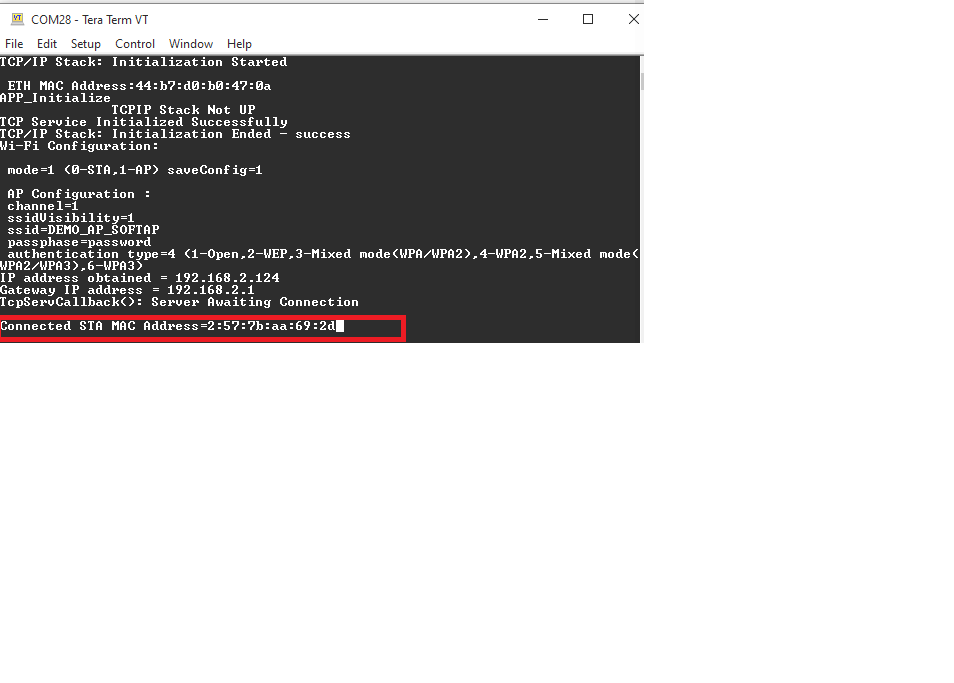 VT
COM28 - Tera Term VT
File Edit Setup Control Window Help
TCP/IP Stack: Initialization Started
ETH MAC Address:44:b7:d0:b0:47:0a
APP_Initialize
TCPIP Stack Not UP
TCP Service Initialized Successfully
TCP/IP Stack: Initialization Ended - success
Wi-Fi Configuration:
mode=1 (0-STA,1-AP) saveConfig=1
AP Configuration :
channel=1
ssidVisibility=1
ssid=DEMO_AP_SOFTAP
passphase=password
authentication type=4 (1-Open,2-WEP,3-Mixed mode(WPA/WPA2),4-WPA2,5-Mixed mode(
WPA2/WPA3),6-WPA3)
IP address obtained = 192.168.2.124
Gateway IP address = 192.168.2.1
TcpServCallback(): Server Awaiting Connection
Connected STA MAC Address=2:57:7b:aa:69:2d